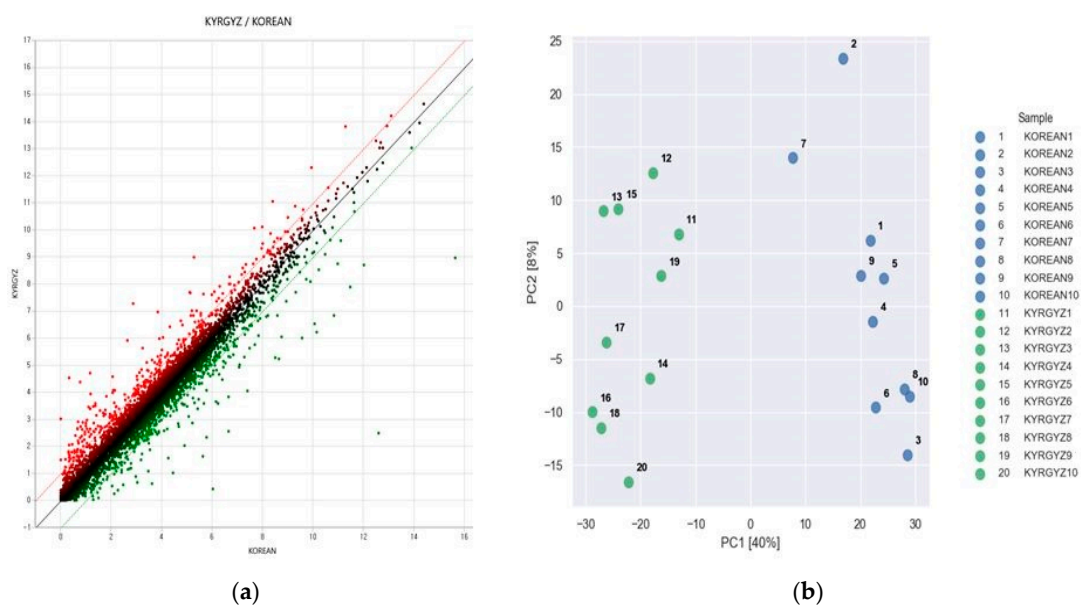 KYRGYZ / KOREAN
17
16
15
14
13
12
11
10
9
8
7
6
5
4
3
2
1
0
−1
KYRGYZ
0 2 4 6 8 10 12 14 16
KOREAN
(a)
25
20
15
10
5
0
−5
−10
−15
PC2 [8%]
2
7
12
13 15
11
1
19
9 5
4
17
14
8 10
16
6
18
3
20
−30 −20 −10 0 10 20 30
PC1 [40%]
(b)
Sample
1 KOREAN1
2 KOREAN2
3 KOREAN3
4 KOREAN4
5 KOREAN5
6 KOREAN6
7 KOREAN7
8 KOREAN8
9 KOREAN9
10 KOREAN10
11 KYRGYZ1
12 KYRGYZ2
13 KYRGYZ3
14 KYRGYZ4
15 KYRGYZ5
16 KYRGYZ6
17 KYRGYZ7
18 KYRGYZ8
19 KYRGYZ9
20 KYRGYZ10